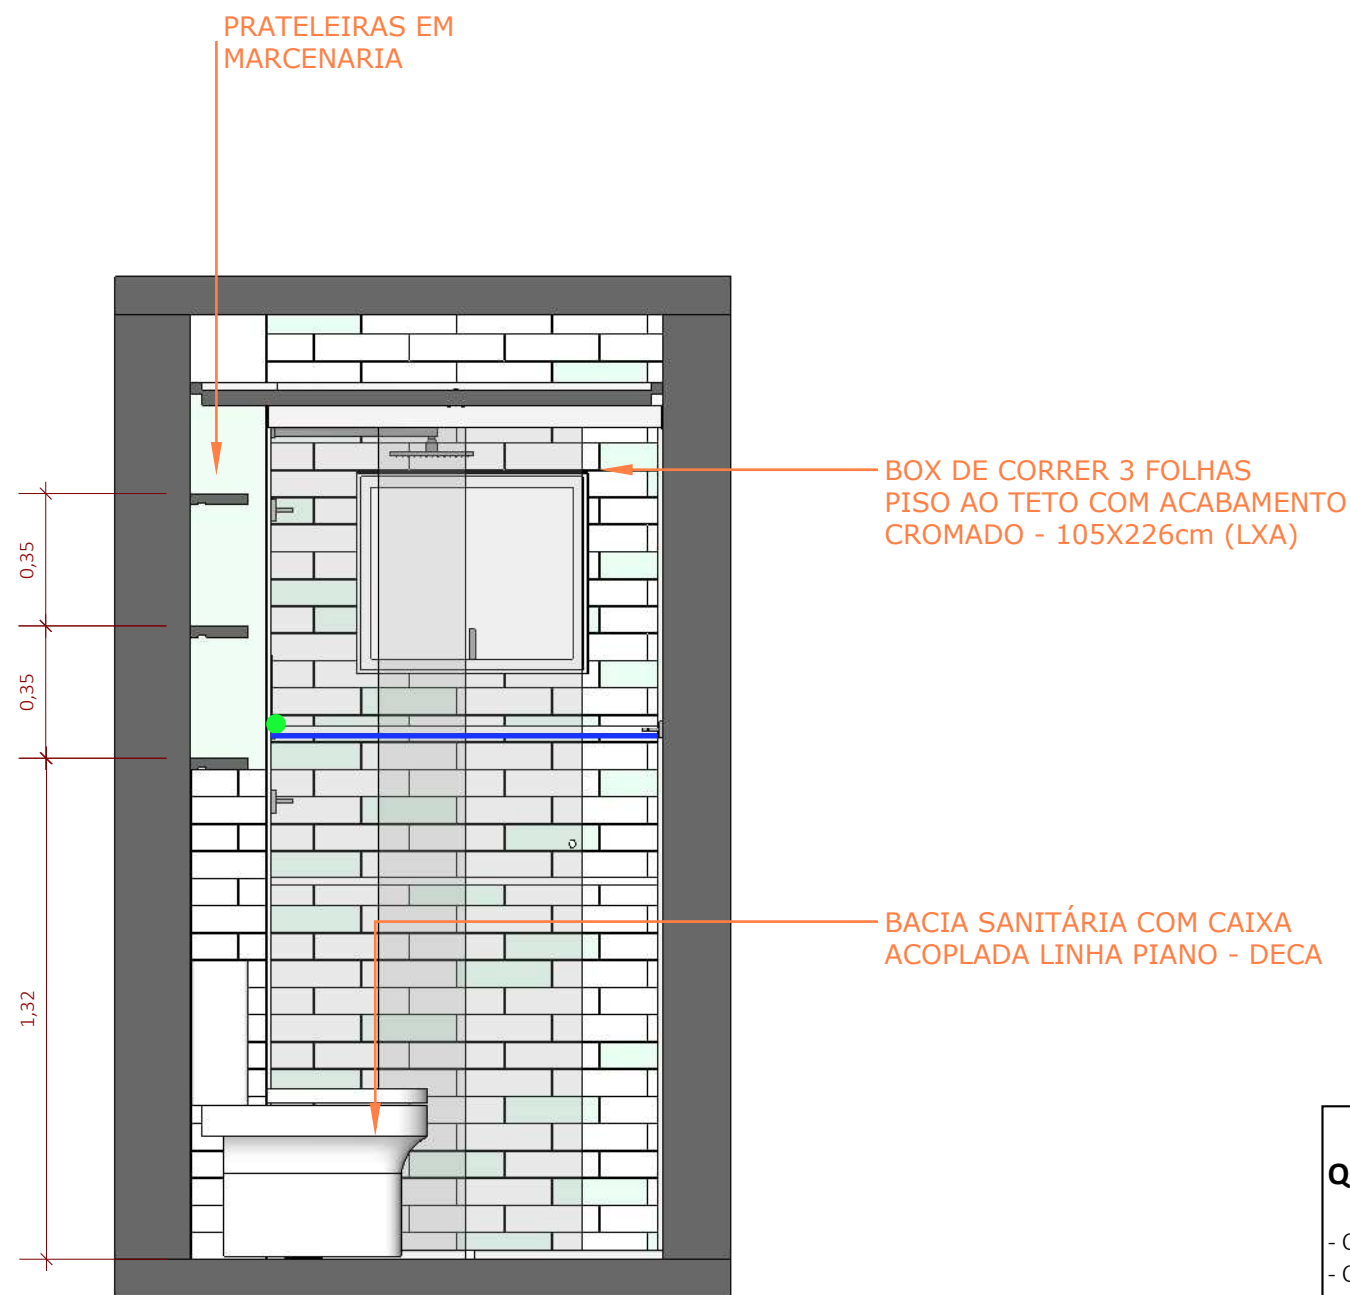 PRATELEIRAS EM
MARCENARIA
BOX DE CORRER 3 FOLHAS
PISO AO TETO COM ACABAMENTO
CROMADO - 105X226cm (LXA)
0,35
0,35
BACIA SANITÁRIA COM CAIXA
ACOPLADA LINHA PIANO - DECA
1,32